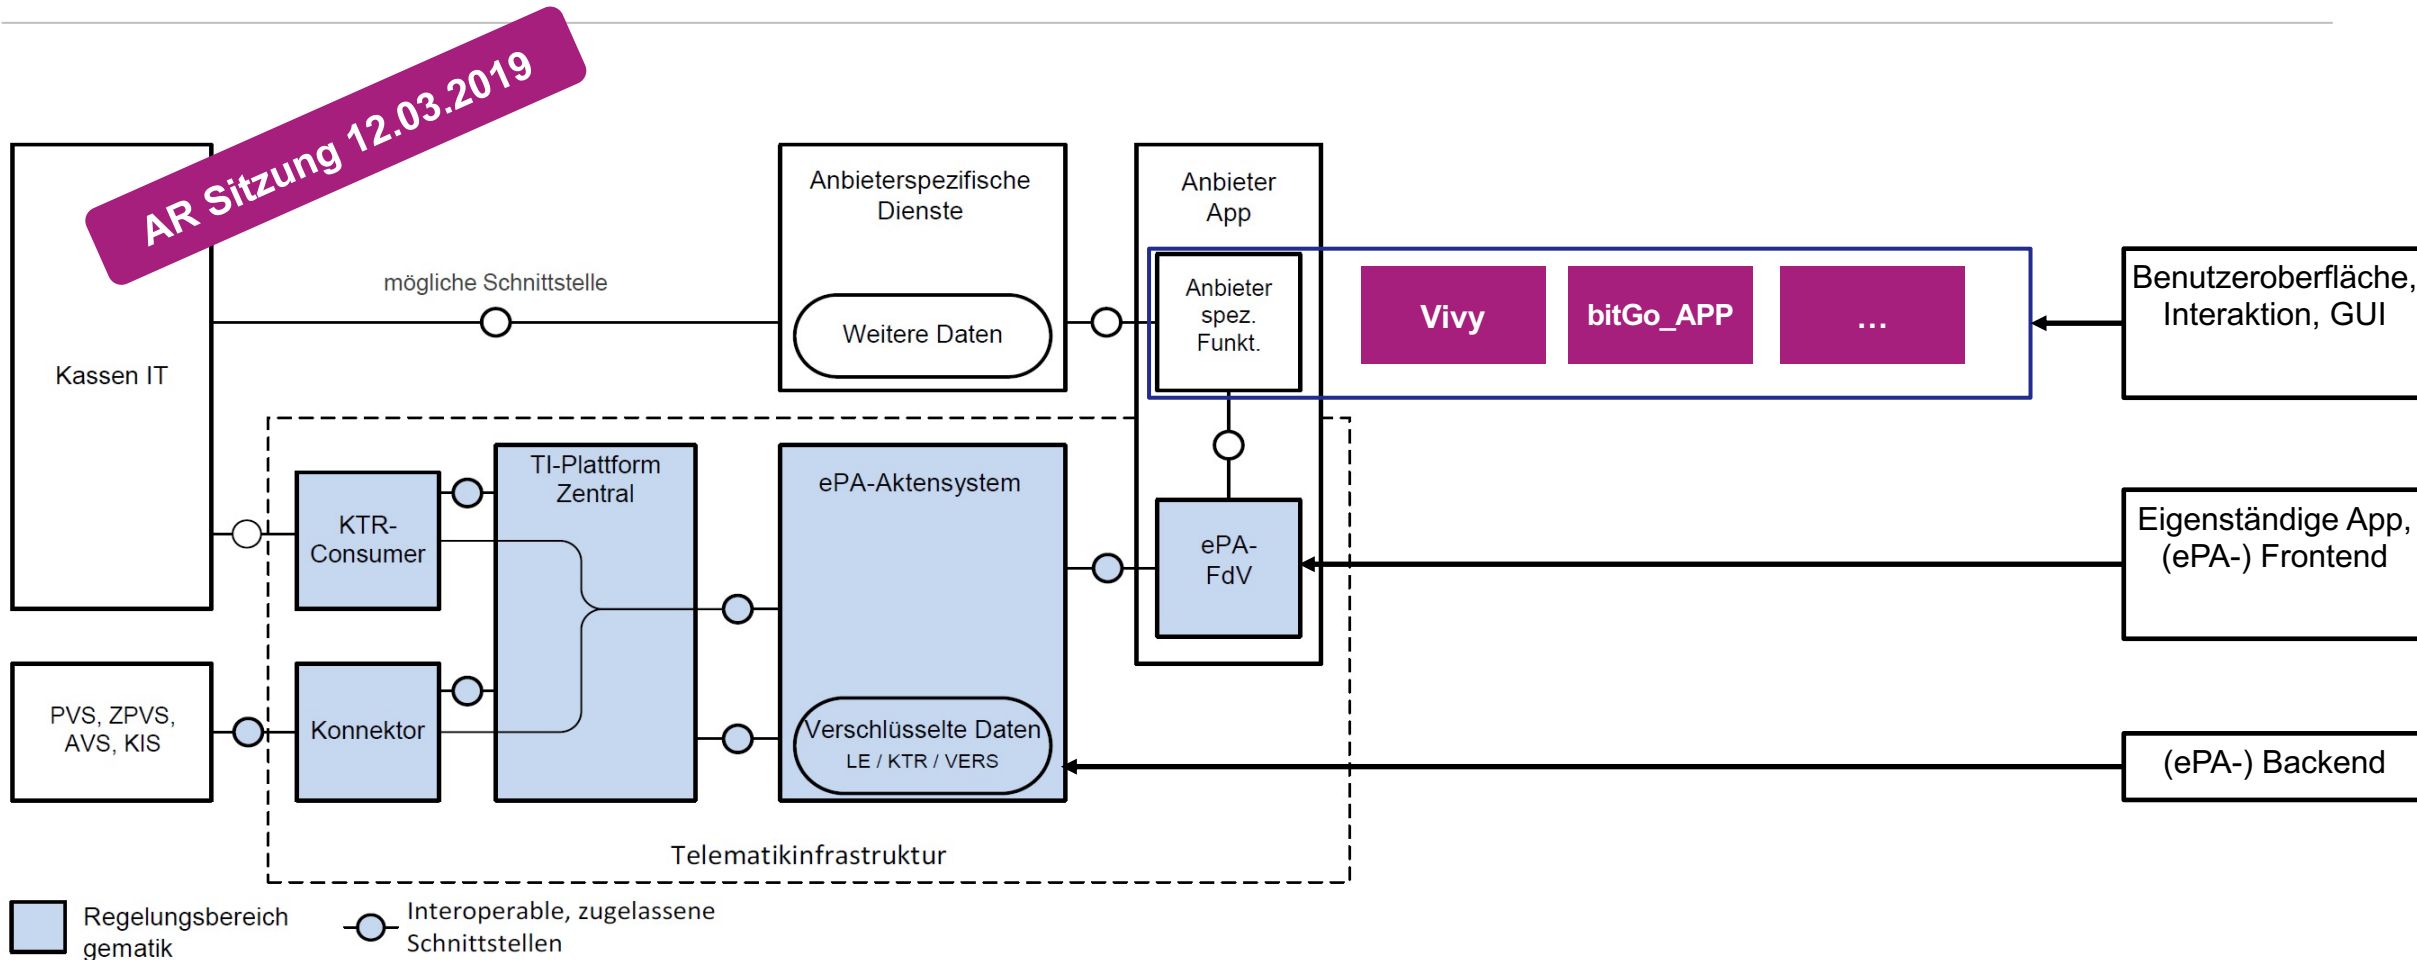 AR Sitzung 12.03.2019
Kassen IT
mögliche Schnittstelle
Anbieterspezifische
Dienste
Weitere Daten
Anbieter
App
Anbieter
spez.
Funkt.
Vivy
bitGo_APP
...
Benutzeroberfläche,
Interaktion, GUI
KTR-
Consumer
TI-Plattform
Zentral
ePA-Aktensystem
ePA-
FdV
Eigenständige App,
(ePA-) Frontend
PVS, ZPVS,
AVS, KIS
Konnektor
Verschlüsselte Daten
LE / KTR / VERS
(ePA-) Backend
Telematikinfrastruktur
Regelungsbereich
gematik
Interoperable, zugelassene
Schnittstellen